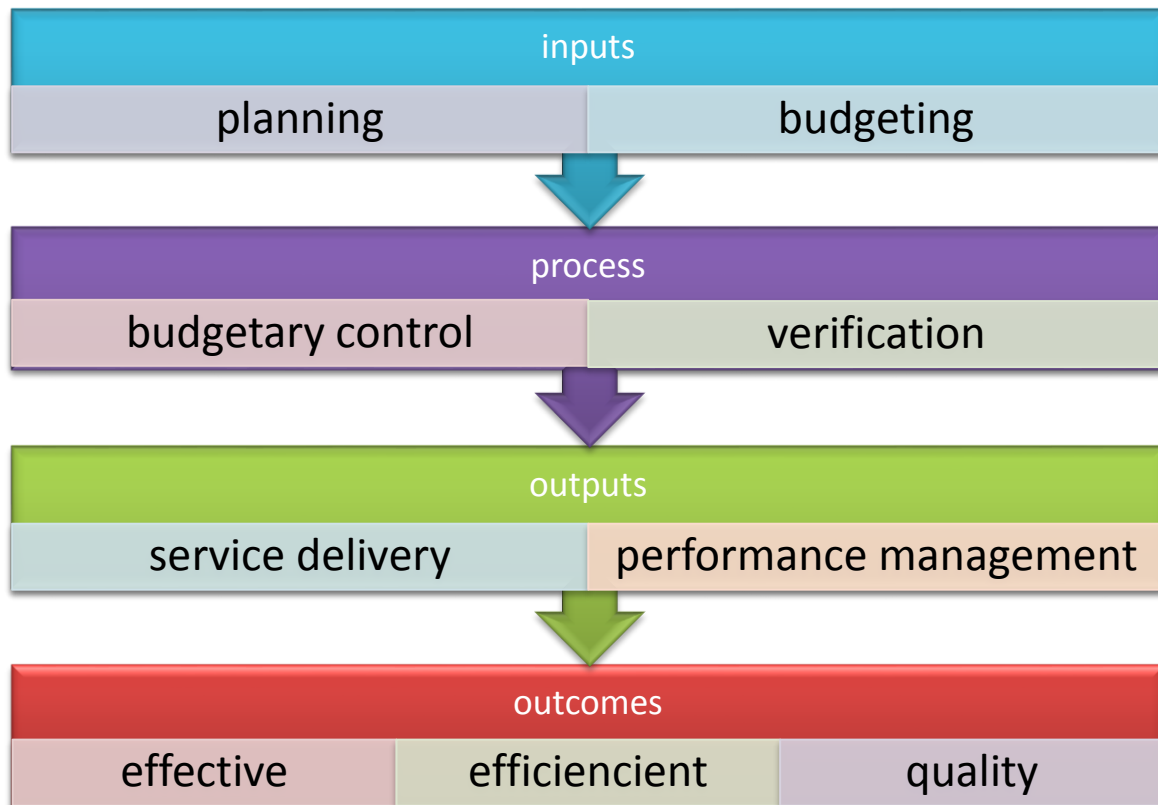 inputs
planning budgeting
process
budgetary control verification
outputs
service delivery performance management
outcomes
effective efficiencient quality